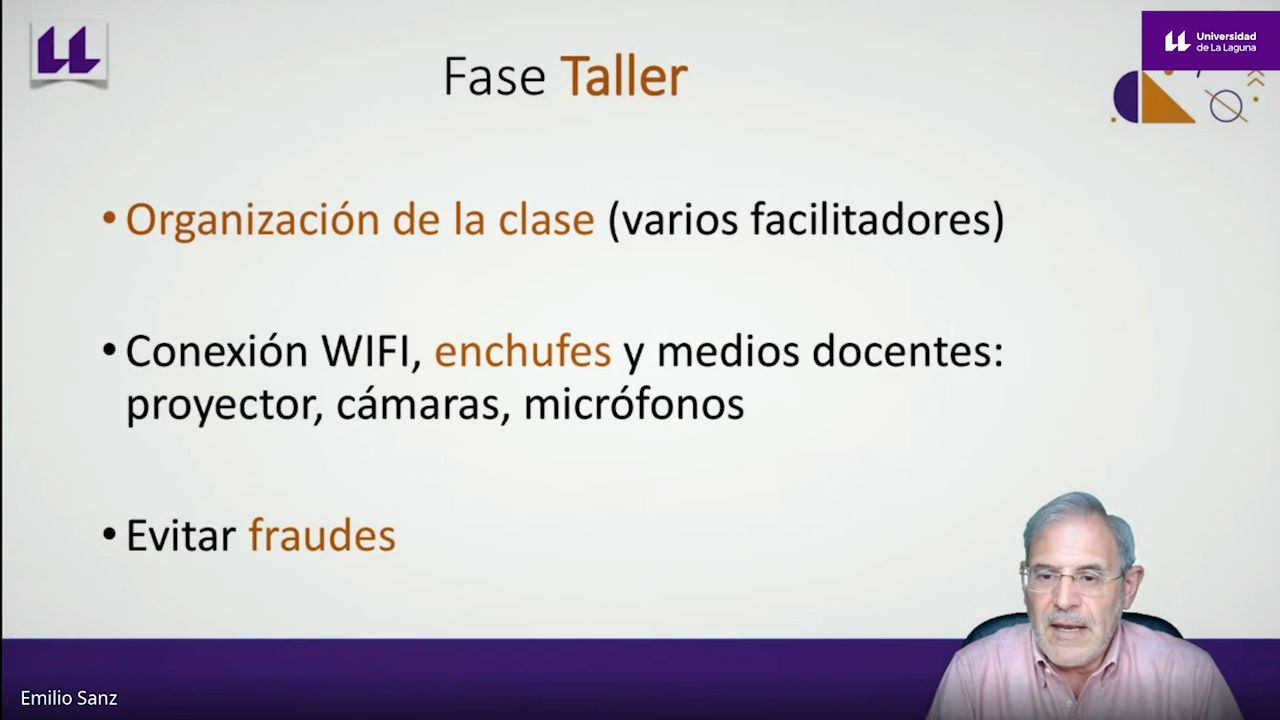 Universidad
de La Laguna
Fase Taller
• Organización de la clase (varios facilitadores)
• Conexión WIFI, enchufes y medios docentes:
proyector, cámaras, micrófonos
• Evitar fraudes
Emilio Sanz